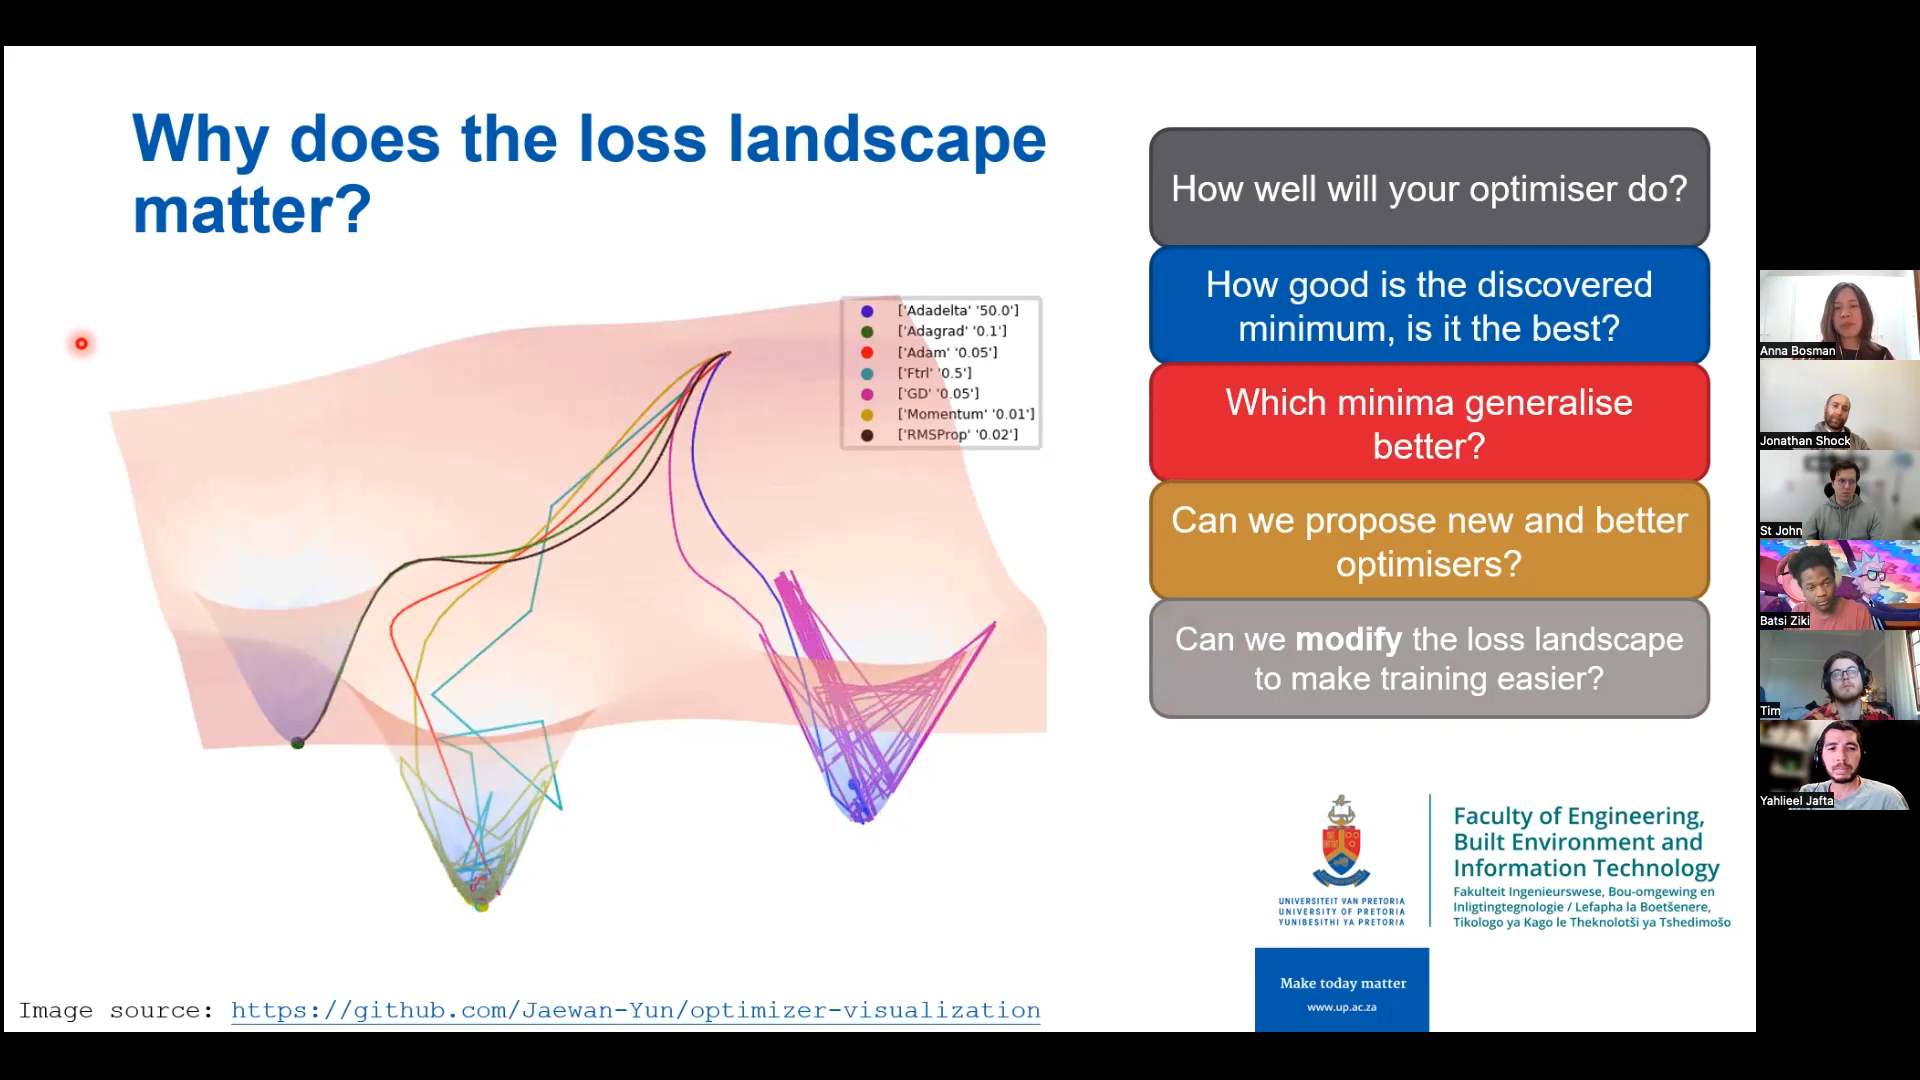 Why does the loss landscape
matter?
['Adadelta' '50.0']
['Adagrad' '0.1']
['Adam' '0.05']
['Ftrl' '0.5']
['GD' '0.05']
['Momentum' '0.01']
['RMSProp' '0.02']
How well will your optimiser do?
How good is the discovered
minimum, is it the best?
Which minima generalise
better?
Can we propose new and better
optimisers?
Can we modify the loss landscape
to make training easier?
UNIVERSITEIT VAN PRETORIA
UNIVERSITY OF PRETORIA
YUNIBESITHI YA PRETORIA
Faculty of Engineering,
Built Environment and
Information Technology
Fakulteit Ingenieurswese, Bou-omgewing en
Inligtingtegnologie / Lefapha la Boetšenere,
Tikologo ya Kago le Theknolotši ya Tshedimošo
Make today matter
www.up.ac.za
Image source: https://github.com/Jaewan-Yun/optimizer-visualization
Anna Bosman
Jonathan Shock
St John
Batsi Ziki
Tim
Yahlieel Jafta